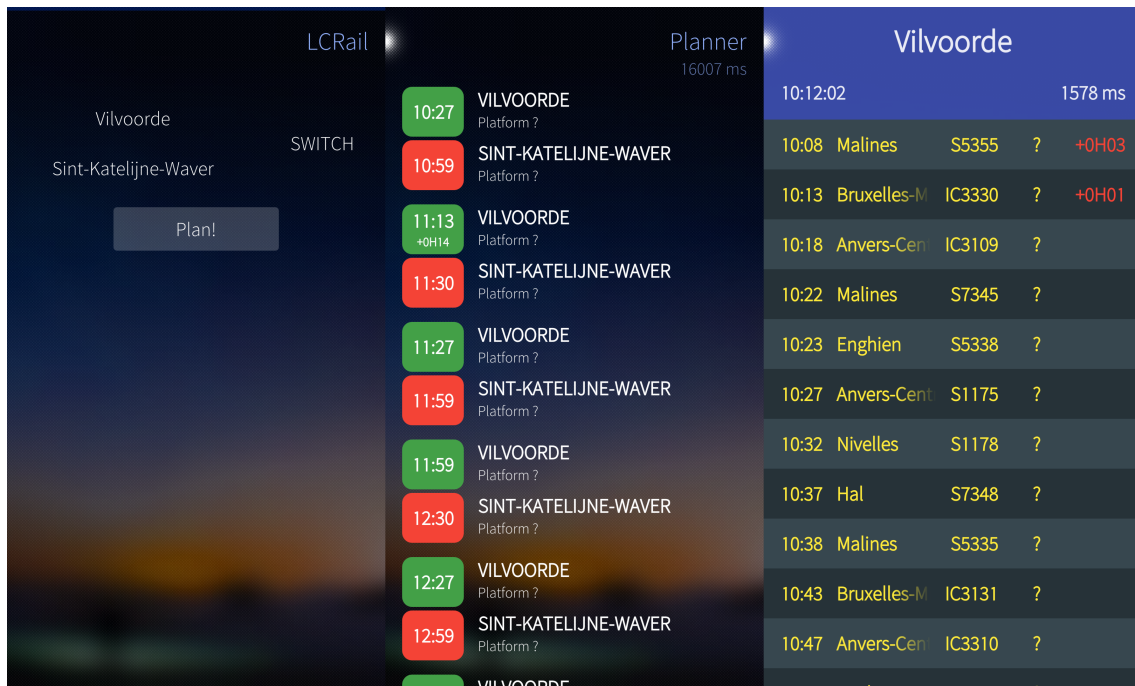 LCRail
Vilvoorde
SWITCH
Sint-Katelijne-Waver
Plan!
Planner
16007 ms
10:27 VILVOORDE
Platform ?
10:59 SINT-KATELIJNE-WAVER
Platform ?
11:13 VILVOORDE
+0H14 Platform ?
11:30 SINT-KATELIJNE-WAVER
Platform ?
11:27 VILVOORDE
Platform ?
11:59 SINT-KATELIJNE-WAVER
Platform ?
11:59 VILVOORDE
Platform ?
12:30 SINT-KATELIJNE-WAVER
Platform ?
12:27 VILVOORDE
Platform ?
12:59 SINT-KATELIJNE-WAVER
Platform ?
VILVOORDE
Vilvoorde
10:12:02 1578 ms
10:08 Malines S5355 ? +0H03
10:13 Bruxelles-M IC3330 ? +0H01
10:18 Anvers-Cen IC3109 ?
10:22 Malines S7345 ?
10:23 Enghien S5338 ?
10:27 Anvers-Cent S1175 ?
10:32 Nivelles S1178 ?
10:37 Hal S7348 ?
10:38 Malines S5335 ?
10:43 Bruxelles-M IC3131 ?
10:47 Anvers-Cen IC3310 ?